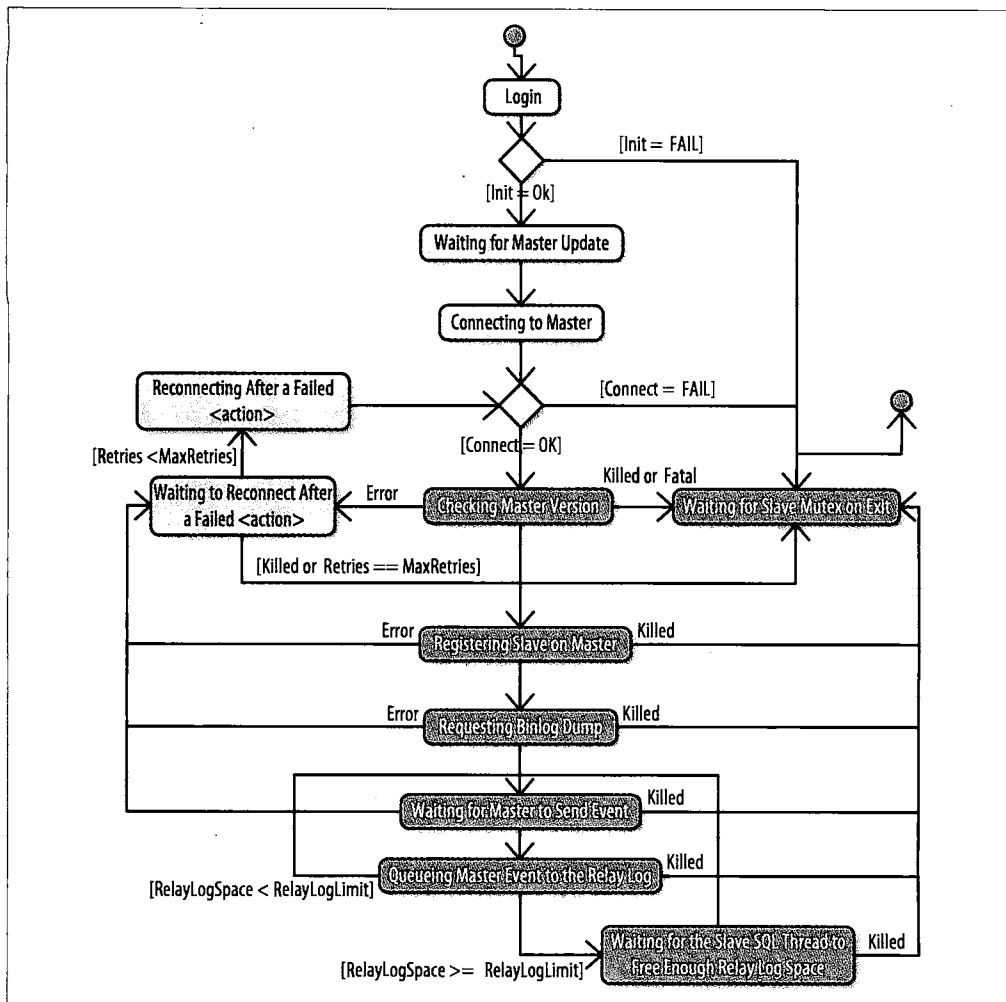 Login
[Init = FAIL]
[Init = Ok]
Waiting for Master Update
Connecting to Master
Reconnecting After a Failed
<action>
[Connect = FAIL]
[Connect = OK]
[Retries <MaxRetries]
Waiting to Reconnect After
a Failed <action>
Error
Checking Master Version
Killed or Fatal
Waiting for Slave Mutex on Exit
[Killed or Retries == MaxRetries]
Error
Registering Slave on Master
Killed
Error
Requesting Binlog Dump
Killed
Waiting for Master to Send Event
Killed
Queueing Master Event to the Relay Log
Killed
[RelayLogSpace < RelayLogLimit]
Waiting for the Slave SQL Thread to
Free Enough Relay Log Space
Killed
[RelayLogSpace >= RelayLogLimit]